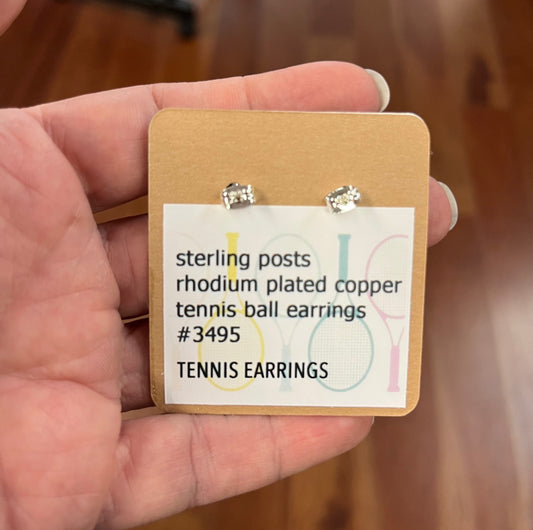 sterling posts
rhodium plated copper
tennis ball earrings
#3495
TENNIS EARRINGS